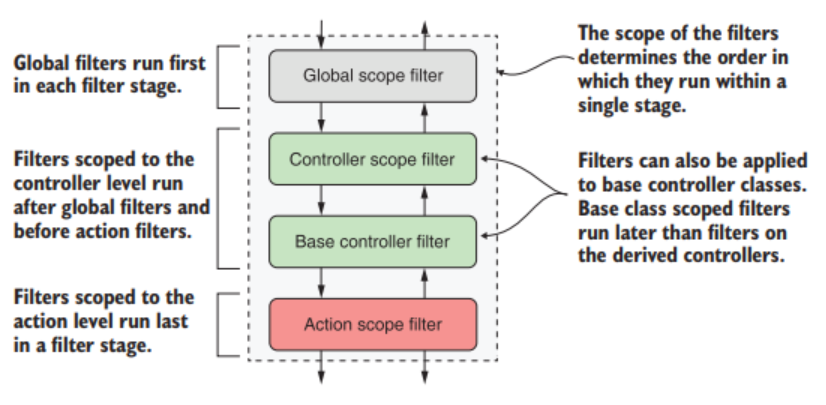 Global filters run first
in each filter stage.
Filters scoped to the
controller level run
after global filters and
before action filters.
Filters scoped to the
action level run last
in a filter stage.
Global scope filter
Controller scope filter
Base controller filter
Action scope filter
The scope of the filters
determines the order in
which they run within a
single stage.
Filters can also be applied
to base controller classes.
Base class scoped filters
run later than filters on
the derived controllers.